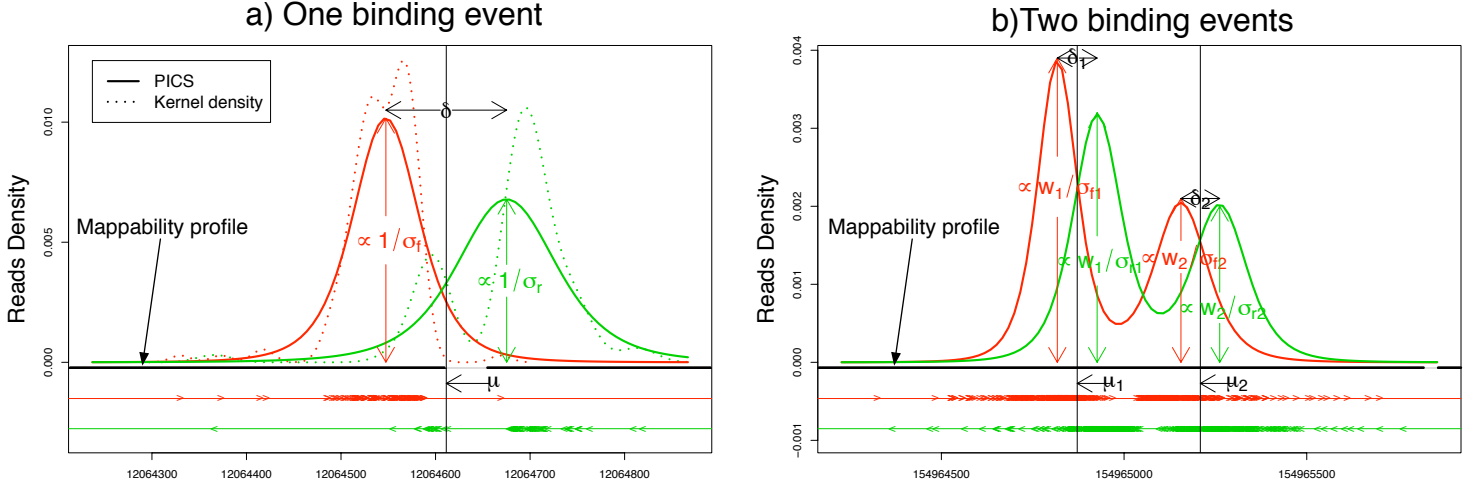 a) One binding event
PICS
Kernel density
Reads Density
0.000
0.005
0.010
δ
∝ 1/σf
∝ 1/σr
Mappability profile
μ
12064300
12064400
12064500
12064600
12064700
12064800
b)Two binding events
Reads Density
−0.001
0.000
0.001
0.002
0.003
0.004
δ1
∝ w1/σf1
∝ w1/σr1
δ2
∝ w2/σf2
∝ w2/σr2
Mappability profile
μ1
μ2
154964500
154965000
154965500